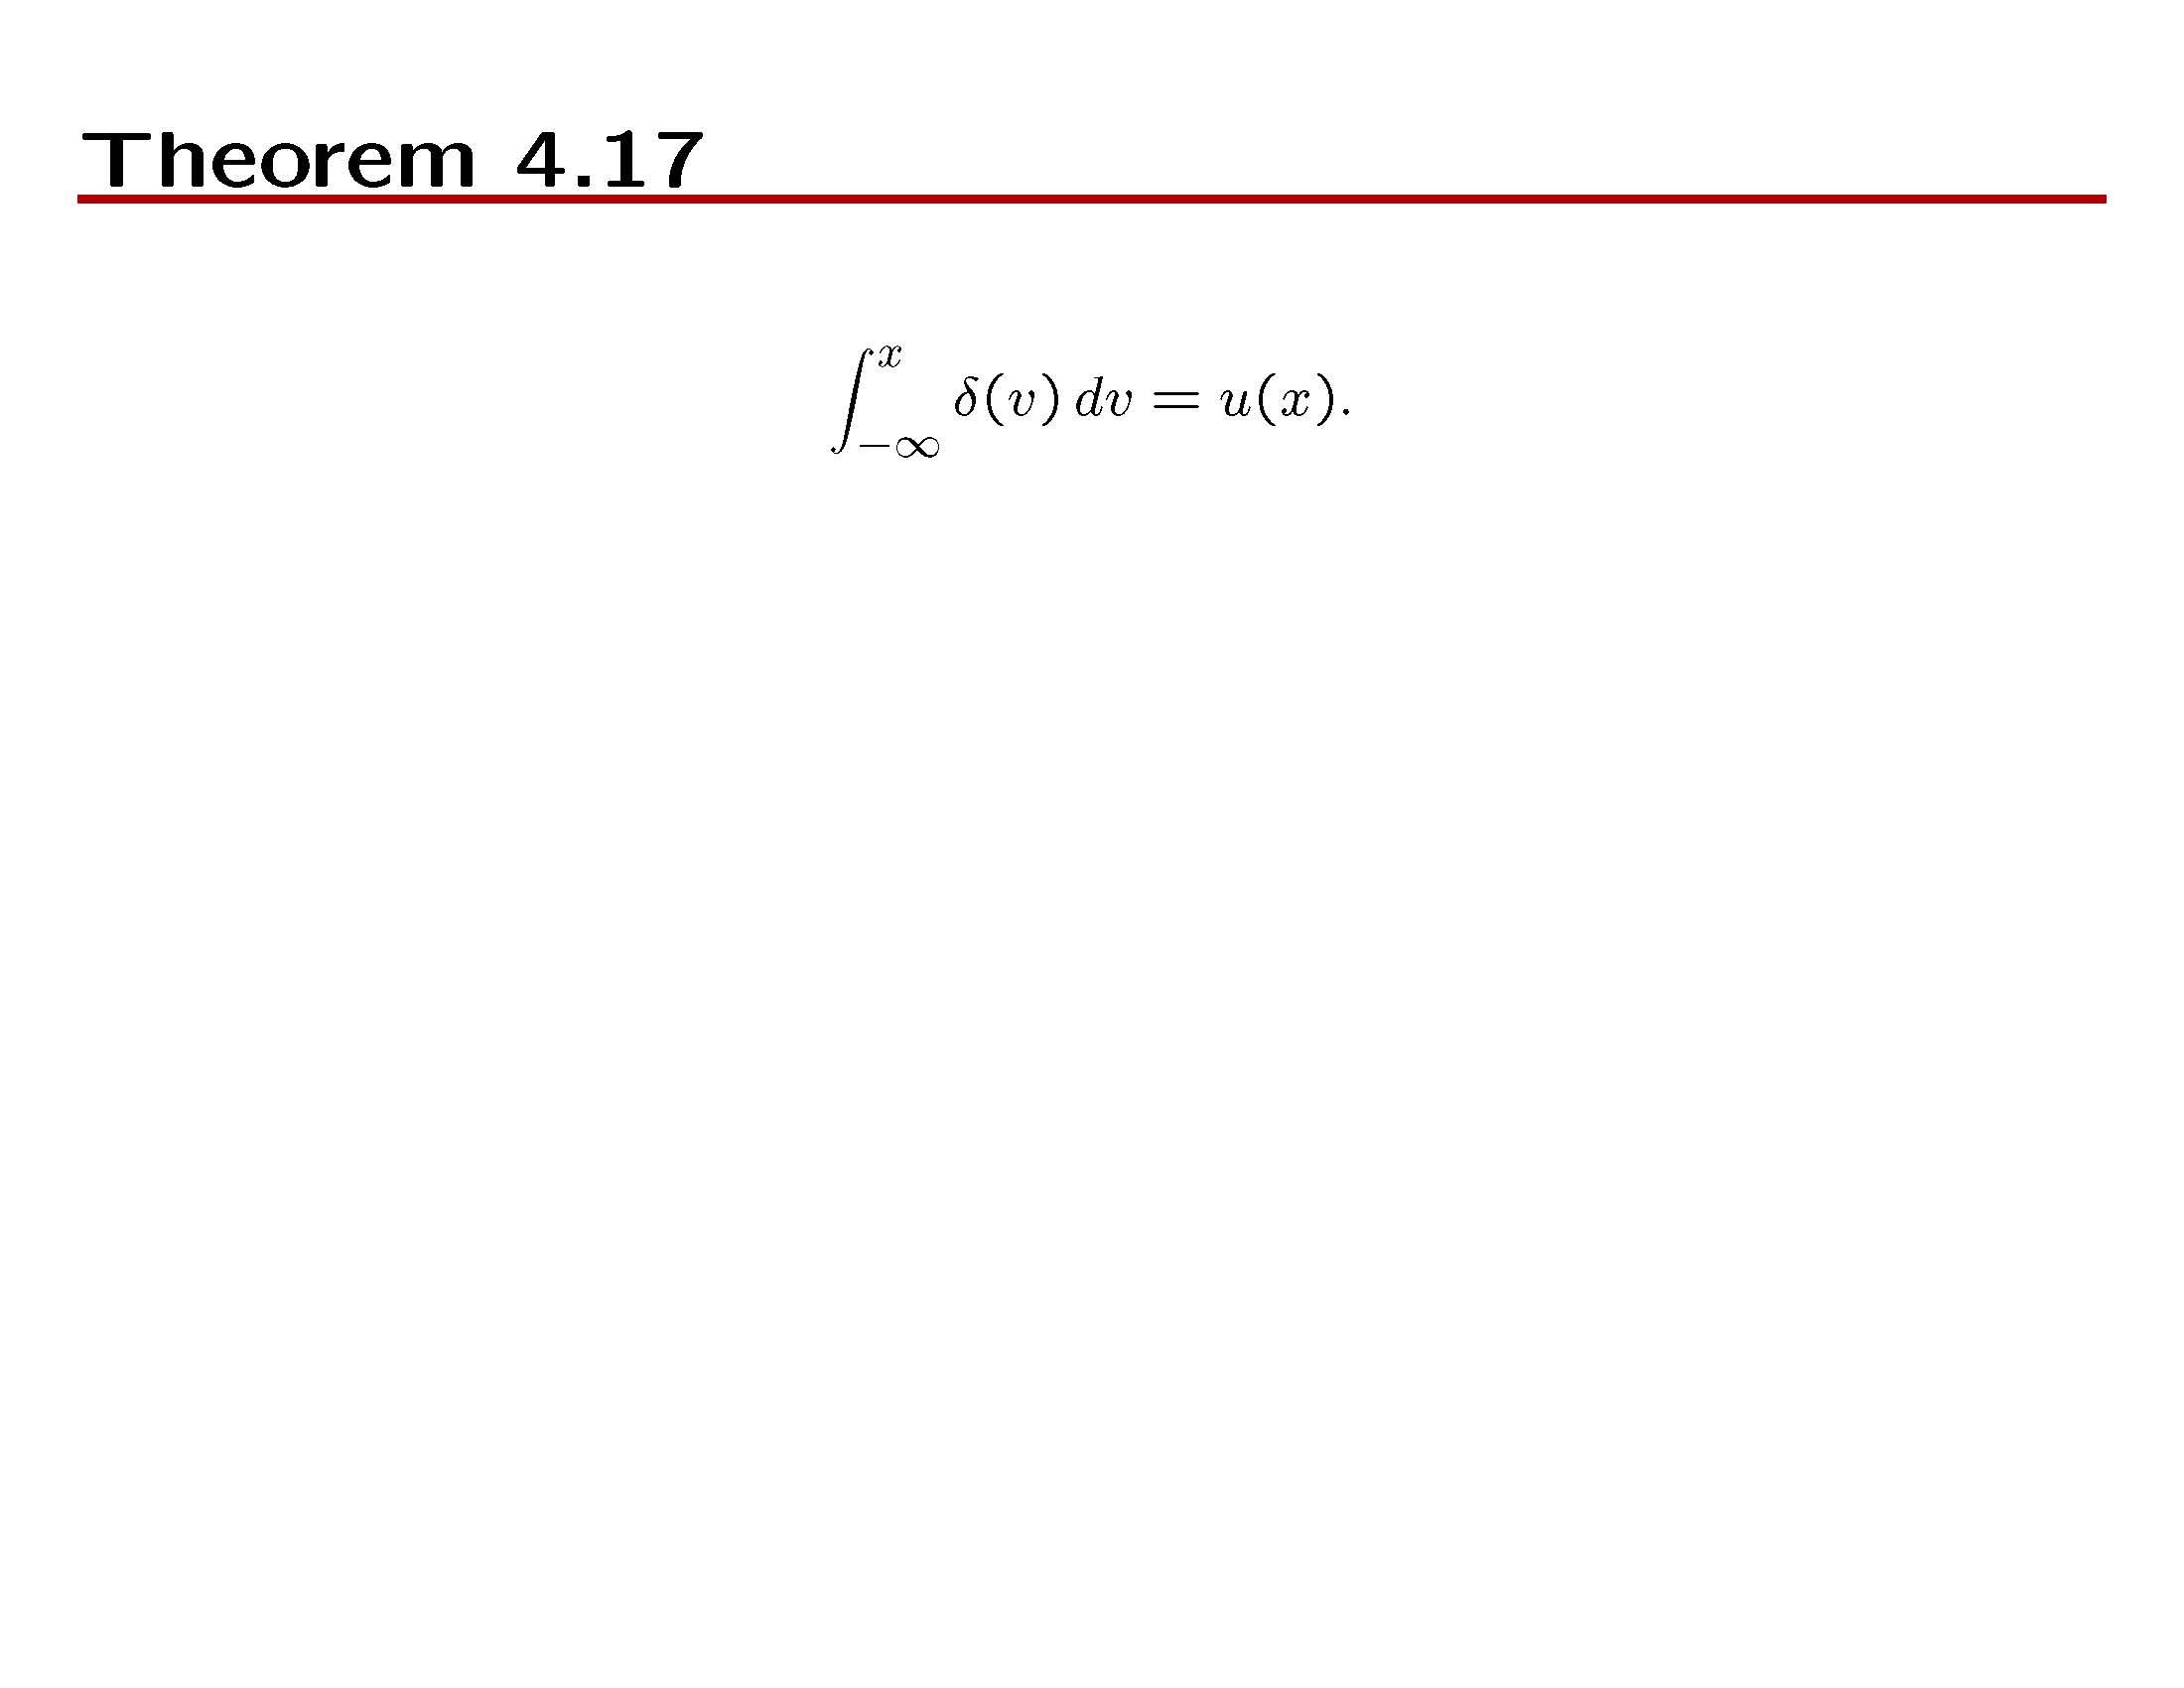 Theorem 4.17
∫_{-∞}^{x} δ(v) dv = u(x).